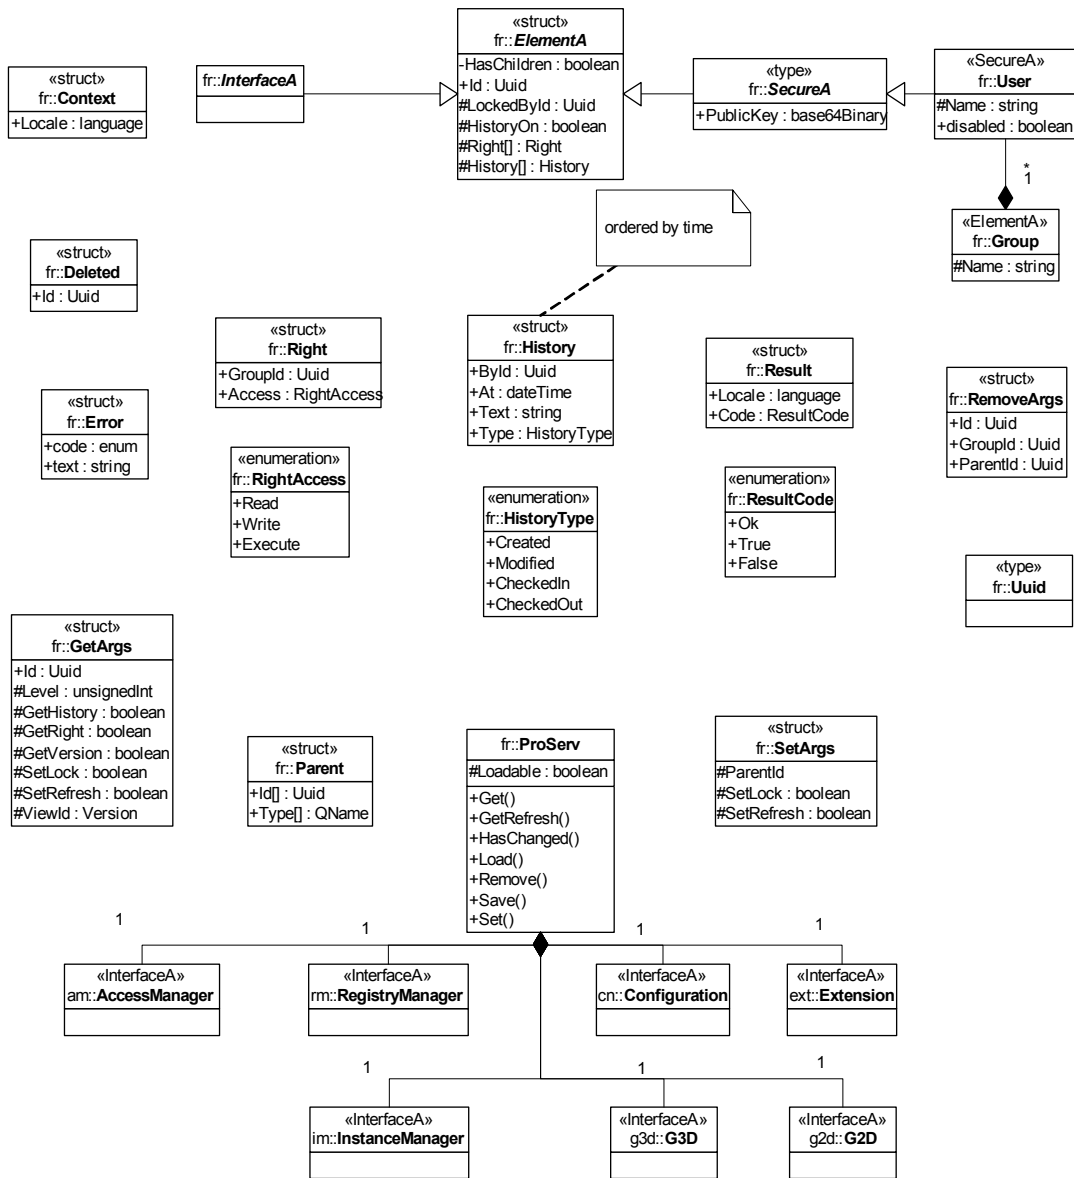 «struct»
fr::ElementA
-HasChildren : boolean
+Id : Uuid
#LockedById : Uuid
#HistoryOn : boolean
#Right[] : Right
#History[] : History
«struct»
fr::Context
+Locale : language
fr::InterfaceA
«type»
fr::SecureA
+PublicKey : base64Binary
«SecureA»
fr::User
#Name : string
+disabled : boolean
*
1
«ElementA»
fr::Group
#Name : string
ordered by time
«struct»
fr::Deleted
+Id : Uuid
«struct»
fr::Right
+GroupId : Uuid
+Access : RightAccess
«struct»
fr::History
+ById : Uuid
+At : dateTime
+Text : string
+Type : HistoryType
«struct»
fr::Result
+Locale : language
+Code : ResultCode
«struct»
fr::RemoveArgs
+Id : Uuid
+GroupId : Uuid
+ParentId : Uuid
«struct»
fr::Error
+code : enum
+text : string
«enumeration»
fr::RightAccess
+Read
+Write
+Execute
«enumeration»
fr::HistoryType
+Created
+Modified
+CheckedIn
+CheckedOut
«enumeration»
fr::ResultCode
+Ok
+True
+False
«type»
fr::Uuid
«struct»
fr::GetArgs
+Id : Uuid
#Level : unsignedInt
#GetHistory : boolean
#GetRight : boolean
#GetVersion : boolean
#SetLock : boolean
#SetRefresh : boolean
#ViewId : Version
«struct»
fr::Parent
+Id[] : Uuid
+Type[] : QName
fr::ProServ
#Loadable : boolean
+Get()
+GetRefresh()
+HasChanged()
+Load()
+Remove()
+Save()
+Set()
«struct»
fr::SetArgs
#ParentId
#SetLock : boolean
#SetRefresh : boolean
1
1
1
1
«InterfaceA»
am::AccessManager
«InterfaceA»
rm::RegistryManager
«InterfaceA»
cn::Configuration
«InterfaceA»
ext::Extension
1
1
1
«InterfaceA»
im::InstanceManager
«InterfaceA»
g3d::G3D
«InterfaceA»
g2d::G2D